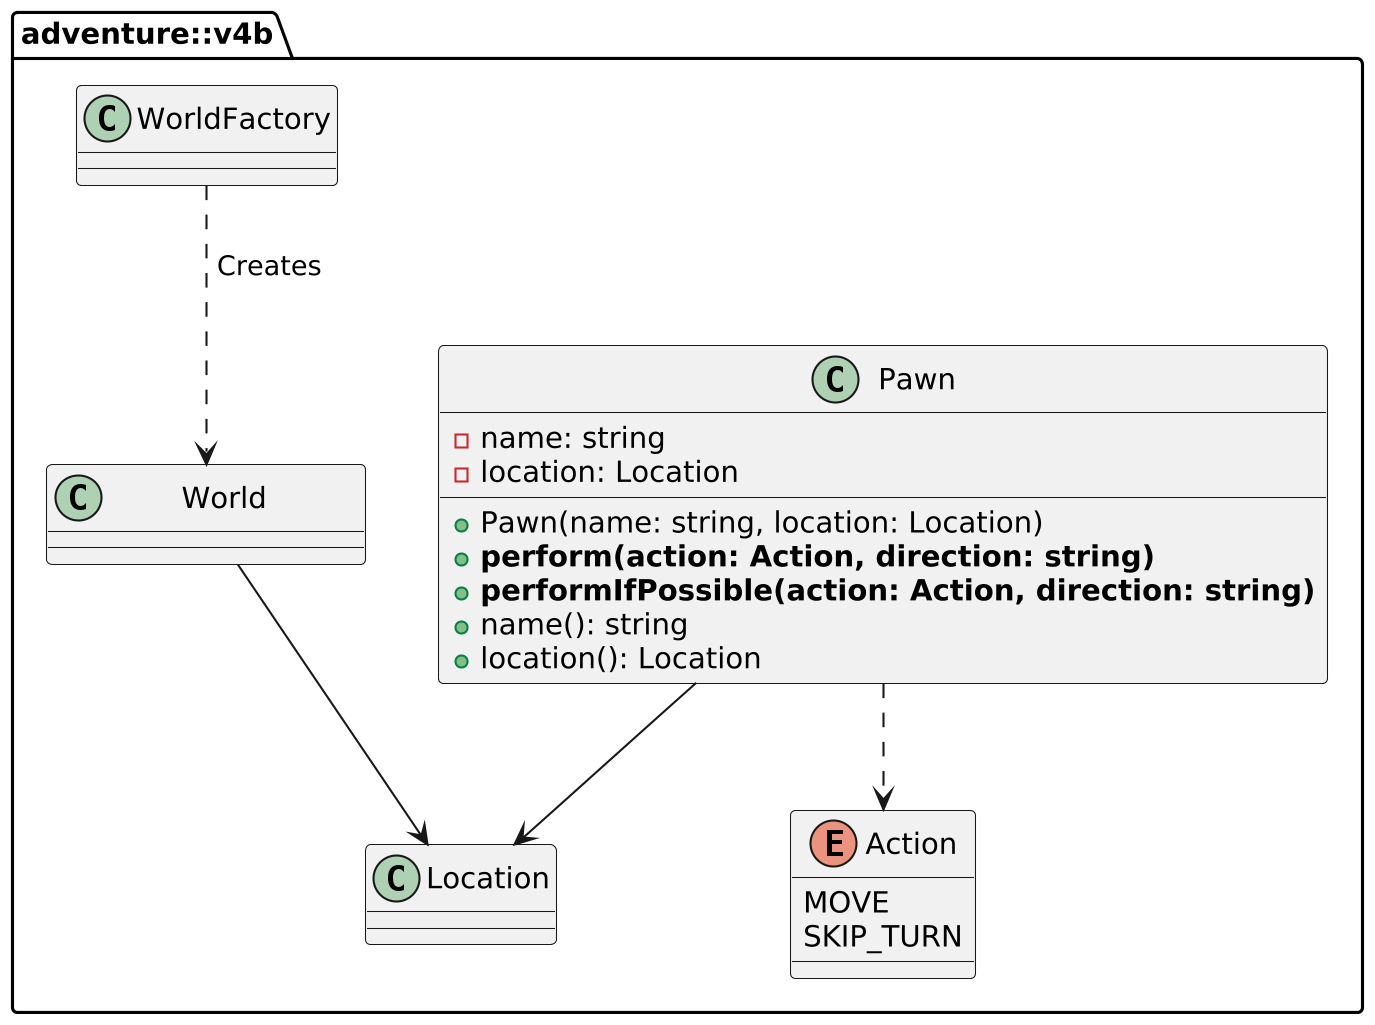 adventure::v4b
C WorldFactory
Creates
C Pawn
name: string
location: Location
Pawn(name: string, location: Location)
perform(action: Action, direction: string)
performIfPossible(action: Action, direction: string)
name(): string
location(): Location
C World
C Location
E Action
MOVE
SKIP_TURN